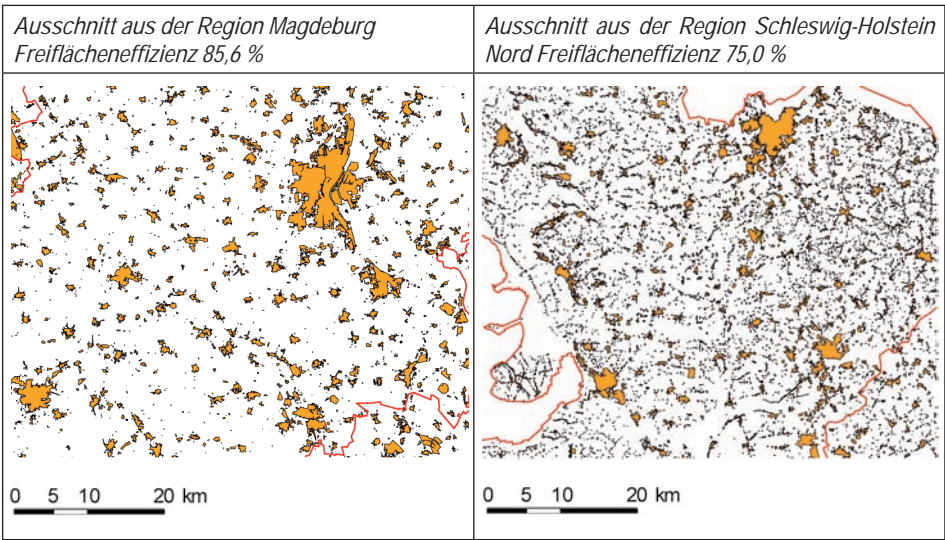 Ausschnitt aus der Region Magdeburg
Freiflächeneffizienz 85,6 %
Ausschnitt aus der Region Schleswig-Holstein
Nord Freiflächeneffizienz 75,0 %
0 5 10 20 km
0 5 10 20 km